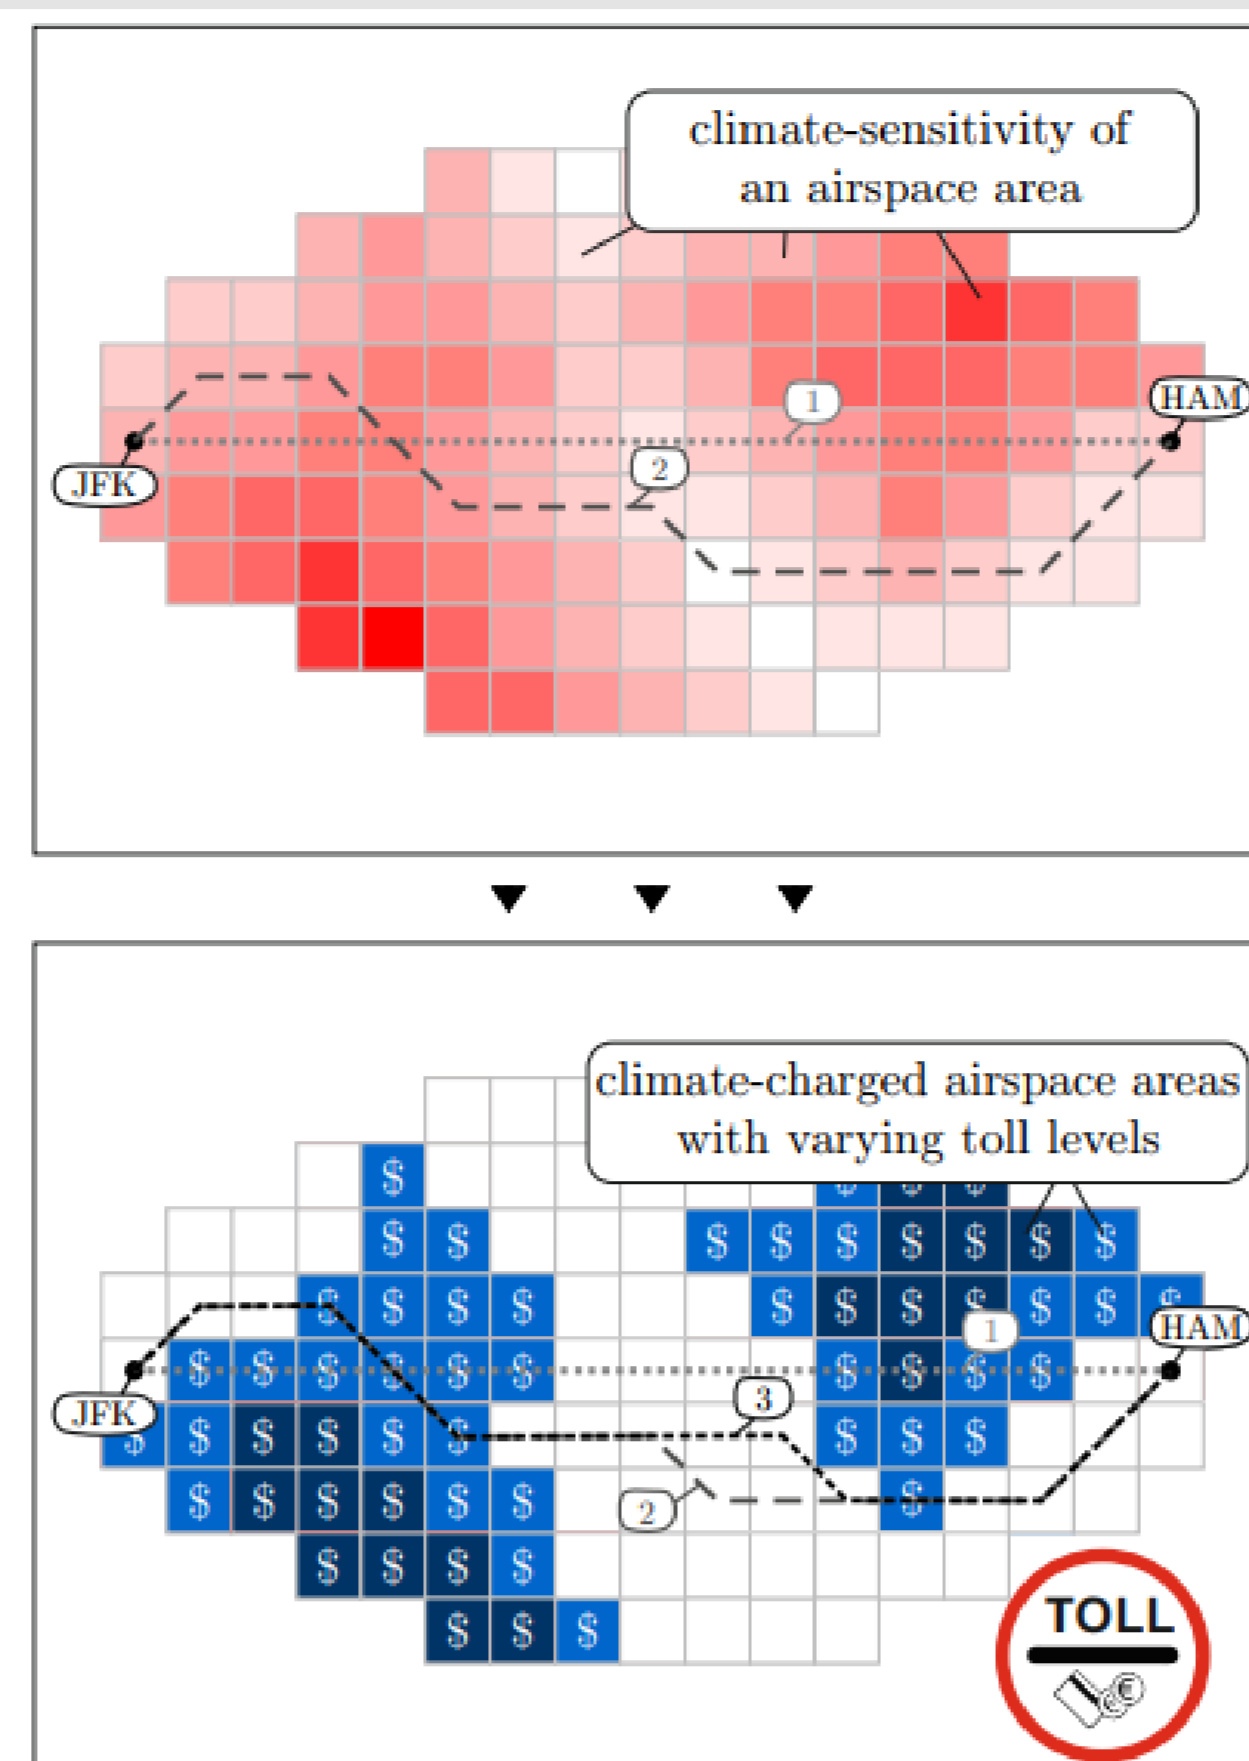 climate-sensitivity of
an airspace area
1
HAM
2
JFK
climate-charged airspace areas
with varying toll levels
$
$ $ $
$ $ $ $ $ $ $ $ $
$ $ $ $ $ $ $ $ $ $ $
1
HAM
$ $ $ $ $ $ $ $ $ $
3
JFK
$ $ $ $ $ $ $ $ $
$ $ $ $ $ $ $
2
$ $ $ $
$ $ $
TOLL
€